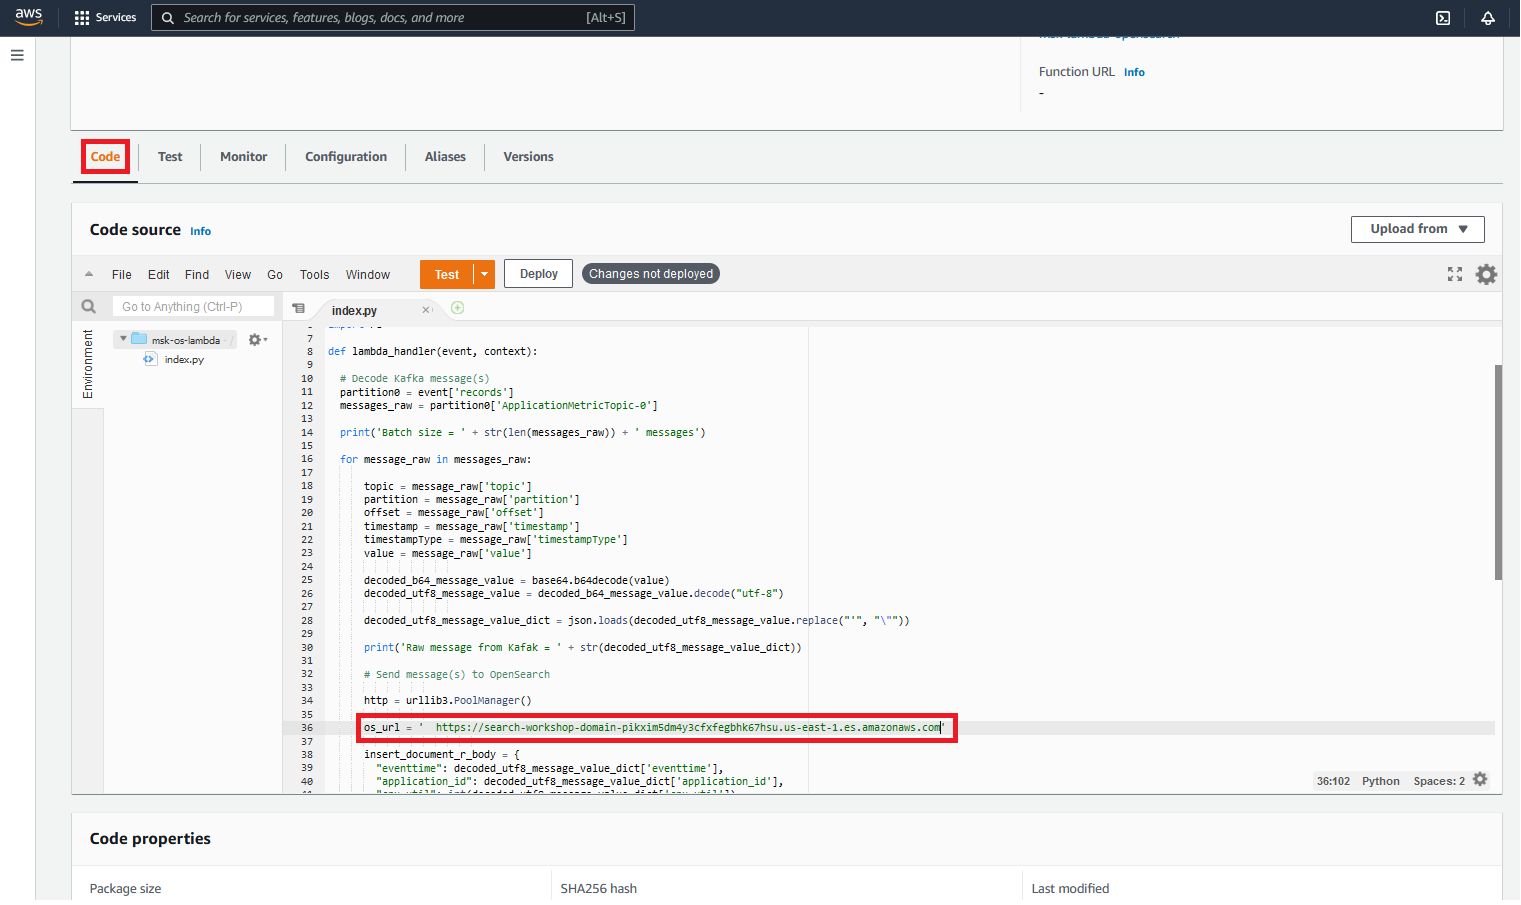 aws
Services
Search for services, features, blogs, docs, and more
[Alt+S]
Function URL Info
-
Code
Test
Monitor
Configuration
Aliases
Versions
Code source Info
Upload from
File Edit Find View Go Tools Window
Test
Deploy
Changes not deployed
Go to Anything (Ctrl-P)
index.py
Environment
msk-os-lambda - /
index.py
7
8 def lambda_handler(event, context):
9
10 # Decode Kafka message(s)
11 partition0 = event['records']
12 messages_raw = partition0['ApplicationMetricTopic-0']
13
14 print('Batch size = ' + str(len(messages_raw)) + ' messages')
15
16 for message_raw in messages_raw:
17
18 topic = message_raw['topic']
19 partition = message_raw['partition']
20 offset = message_raw['offset']
21 timestamp = message_raw['timestamp']
22 timestampType = message_raw['timestampType']
23 value = message_raw['value']
24
25 decoded_b64_message_value = base64.b64decode(value)
26 decoded_utf8_message_value = decoded_b64_message_value.decode("utf-8")
27
28 decoded_utf8_message_value_dict = json.loads(decoded_utf8_message_value.replace("'", "\""))
29
30 print('Raw message from Kafak = ' + str(decoded_utf8_message_value_dict))
31
32 # Send message(s) to OpenSearch
33
34 http = urllib3.PoolManager()
35
36 os_url = '  https://search-workshop-domain-pikxim5dm4y3cfxfegbhk67hsu.us-east-1.es.amazonaws.com'
37
38 insert_document_r_body = {
39 "eventtime": decoded_utf8_message_value_dict['eventtime'],
40 "application_id": decoded_utf8_message_value_dict['application_id'],
36:102 Python Spaces: 2
Code properties
Package size
SHA256 hash
Last modified